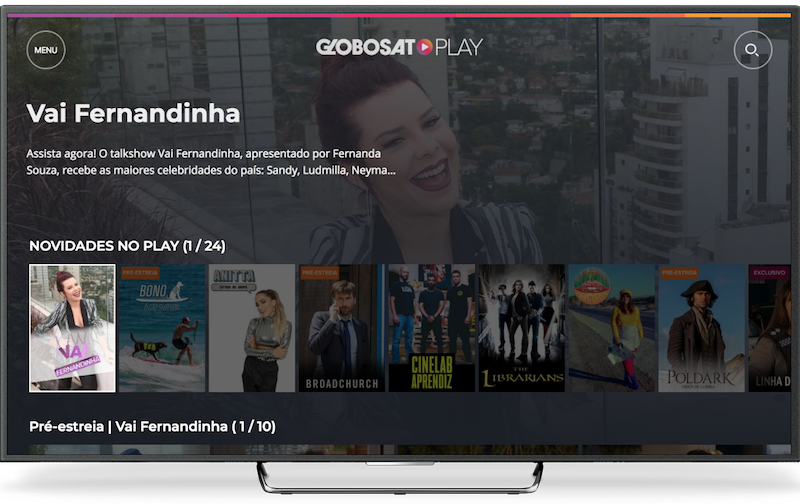 MENU
GLOBOSAT PLAY
Vai Fernandinha
Assista agora! O talkshow Vai Fernandinha, apresentado por Fernanda
Souza, recebe as maiores celebridades do país: Sandy, Ludmilla, Neyma...
NOVIDADES NO PLAY (1 / 24)
VAI
FERNANDINHA
PRÉ-ESTREIA
BONO
ANITTA
PRÉ-ESTREIA
BROADCHURCH
CINELAB
APRENDIZ
THE
LIBRARIANS
PRÉ-ESTREIA
POLDARK
EXCLUSIVO
LINHA D
Pré-estreia | Vai Fernandinha ( 1 / 10)